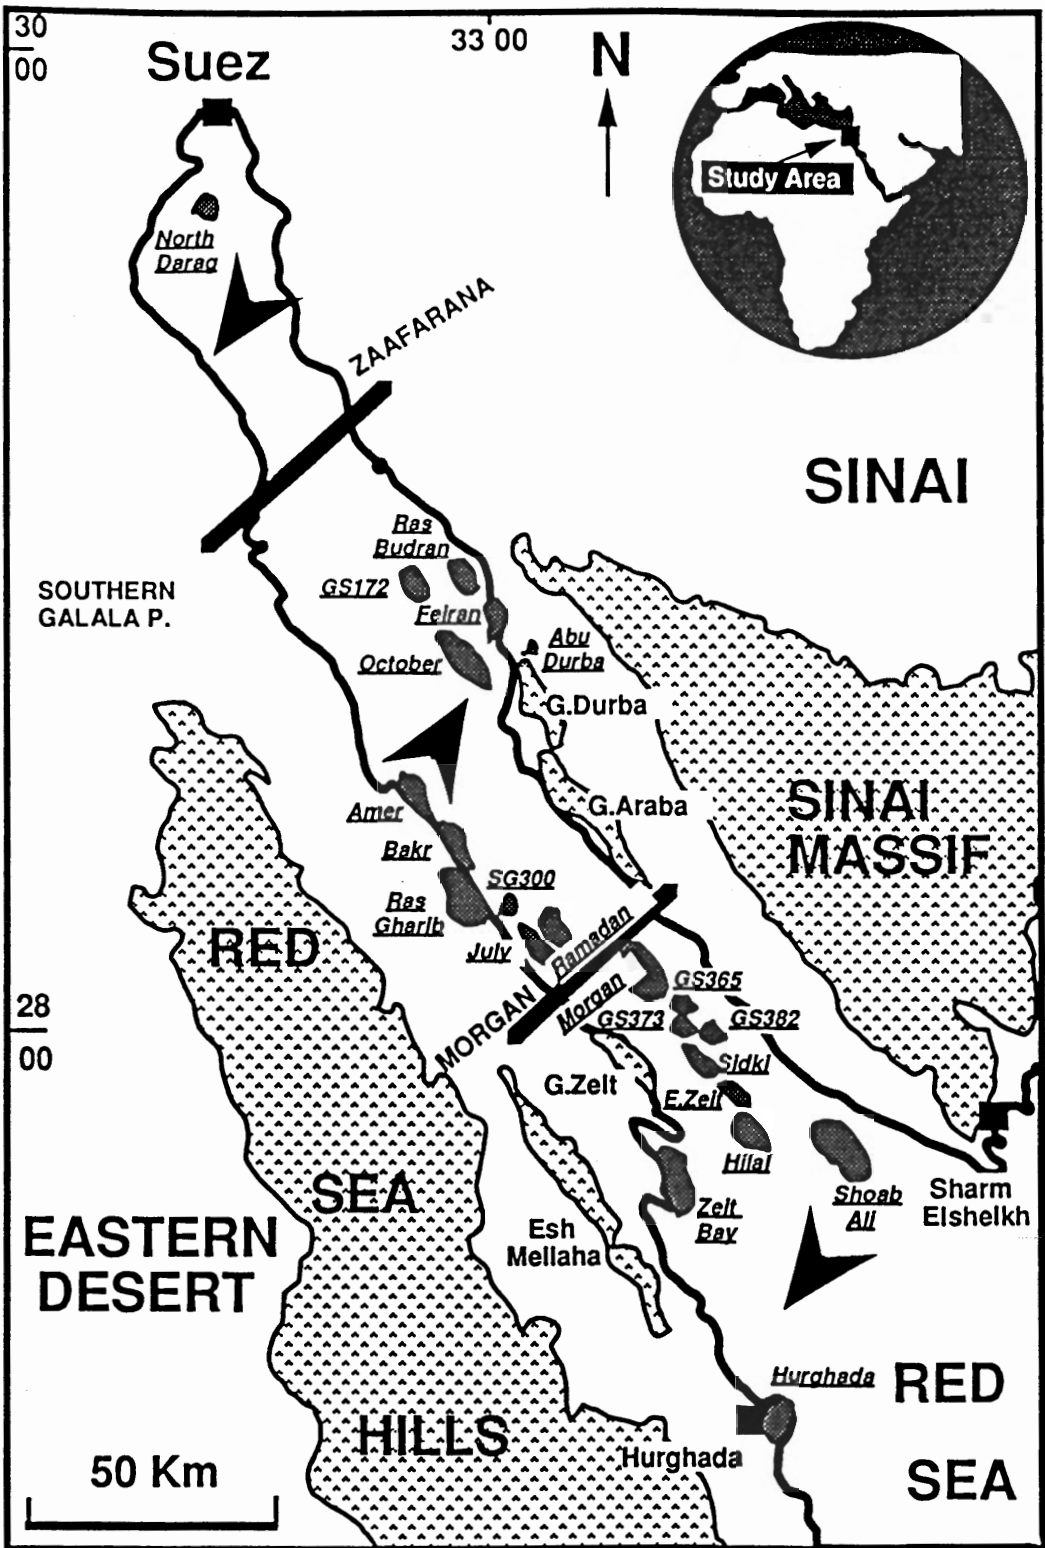 30
00
33 00
N
Suez
Study Area
North
Darag
ZAAFARANA
SINAI
Ras
Budran
GS172
SOUTHERN
GALALA P.
Feiran
October
Abu
Durba
G.Durba
G.Araba
SINAI
MASSIF
Amer
Bakr
SG300
Ras
Gharib
Ramadan
July
RED
MORGAN
Morgan
GS365
28
00
GS373
GS382
Sidki
G.Zeit
E.Zeit
Hilal
SEA
Shoab
Ali
Sharm
Elsheikh
Zeit
Bay
Esh
Mellaha
EASTERN
DESERT
Hurghada
RED
HILLS
Hurghada
50 Km
SEA